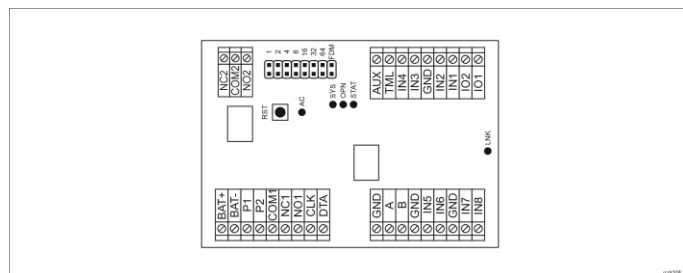 NC2
COM2
NO2
1
2
4
8
16
32
64
FDM
RST
AC
SYS
OPN
STAT
AUX
TML
IN4
IN3
GND
IN2
IN1
IO2
IO1
LNK
BAT+
BAT-
P1
P2
COM1
NC1
NO1
CLK
DTA
GND
A
B
GND
IN5
IN6
GND
IN7
IN8